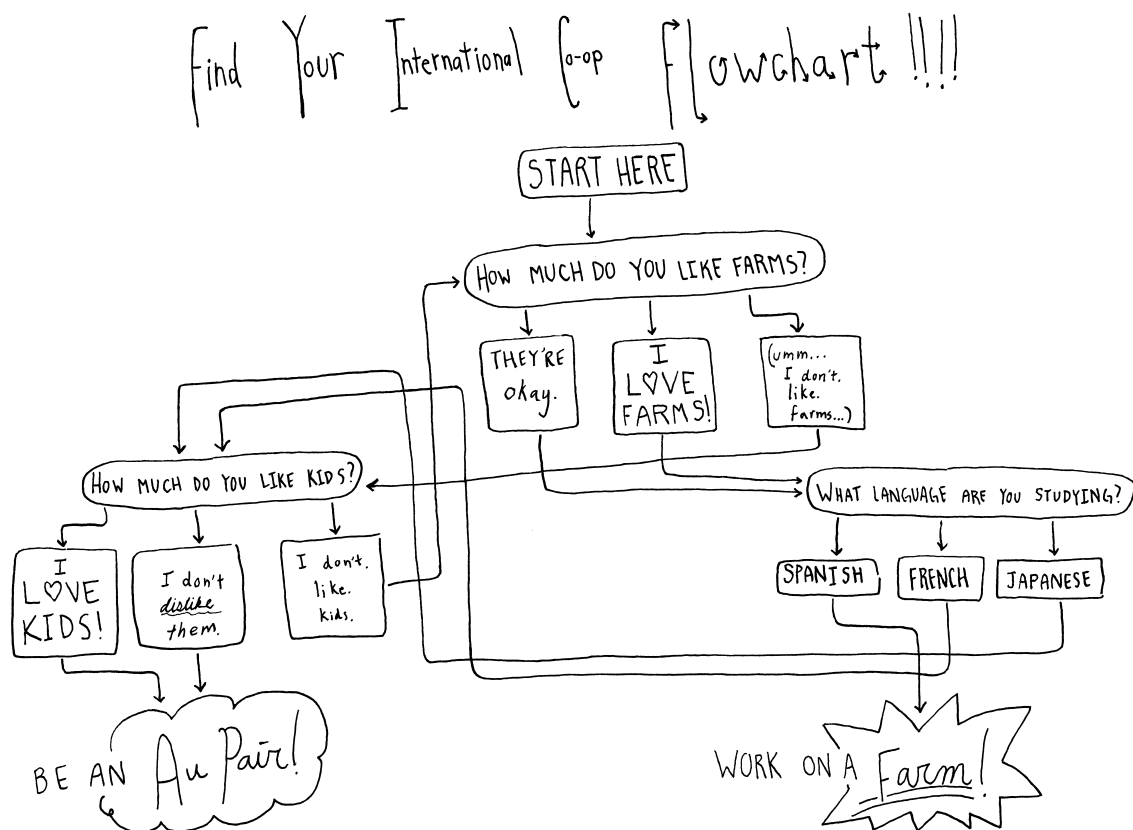 Find Your International Co-op Flowchart!!!!
START HERE
HOW MUCH DO YOU LIKE FARMS?
THEY'RE
okay.
I
L♡VE
FARMS!
(umm...
I don't.
like.
farms...)
HOW MUCH DO YOU LIKE KIDS?
WHAT LANGUAGE ARE YOU STUDYING?
I
L♡VE
KIDS!
I don't
dislike
them.
I don't.
like.
kids.
SPANISH
FRENCH
JAPANESE
BE AN Au Pair!
WORK ON A Farm!